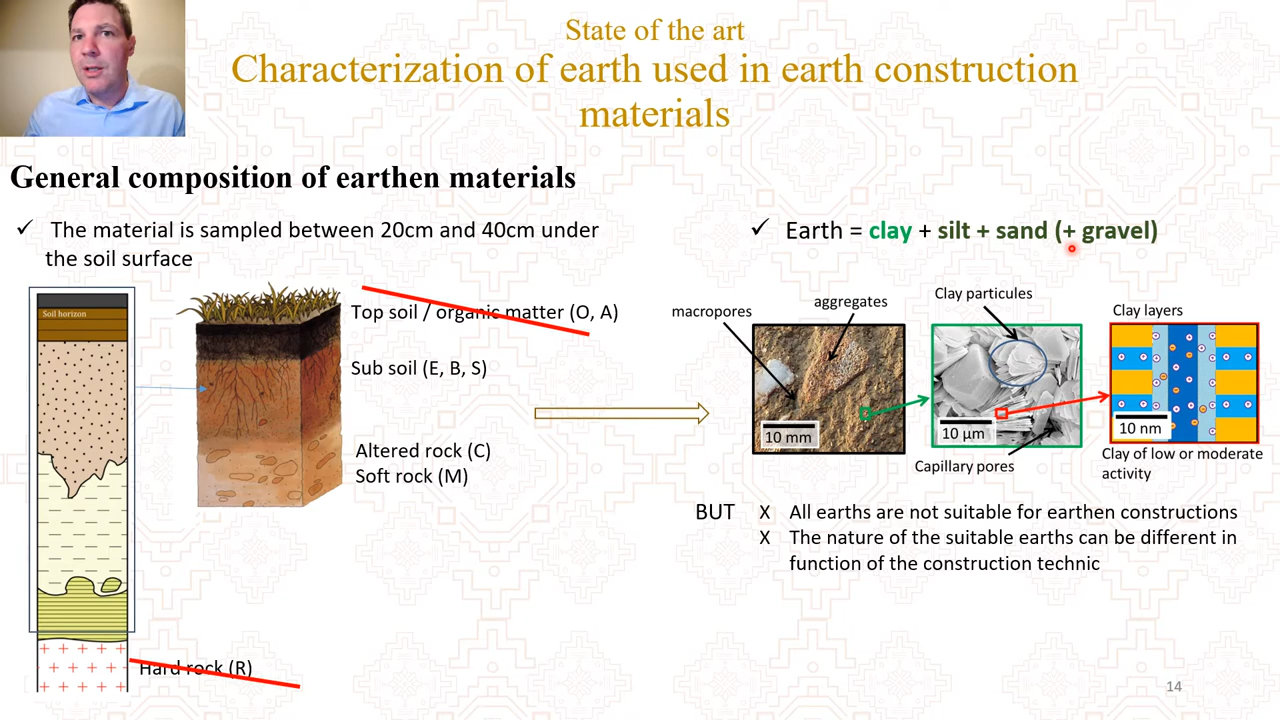 State of the art
Characterization of earth used in earth construction
materials
General composition of earthen materials
✓ The material is sampled between 20cm and 40cm under
the soil surface
Soil horizon
Top soil / organic matter (O, A)
Sub soil (E, B, S)
Altered rock (C)
Soft rock (M)
Hard rock (R)
✓ Earth = clay + silt + sand (+ gravel)
macropores
aggregates
10 mm
Clay particules
10 µm
Capillary pores
Clay layers
10 nm
Clay of low or moderate
activity
BUT
X All earths are not suitable for earthen constructions
X The nature of the suitable earths can be different in
function of the construction technic
14